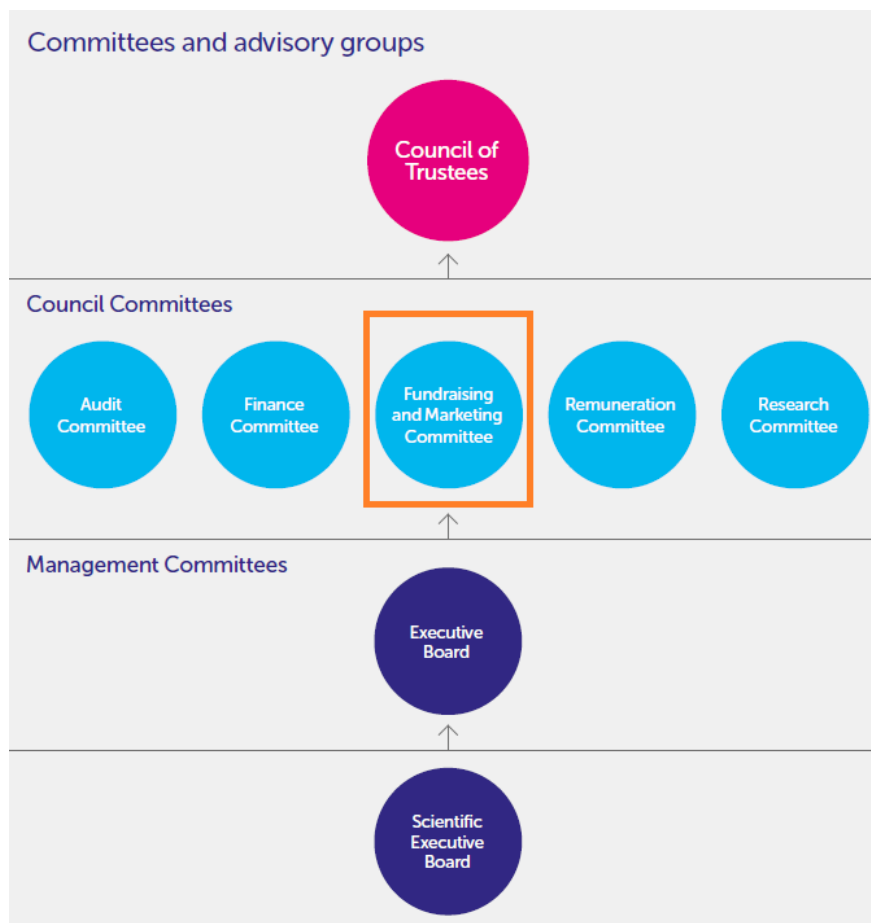 Committees and advisory groups
Council of
Trustees
Council Committees
Audit
Committee
Finance
Committee
Fundraising
and Marketing
Committee
Remuneration
Committee
Research
Committee
Management Committees
Executive
Board
Scientific
Executive
Board